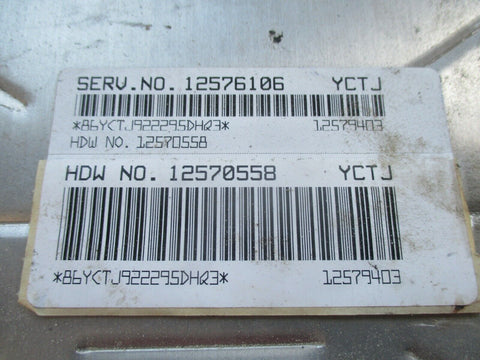 SERV.NO. 12576106 YCTJ
*86YCTJ922295DHQ3* 12579403
HDW NO. 12570558
HDW NO. 12570558 YCTJ
*86YCTJ922295DHQ3* 12579403